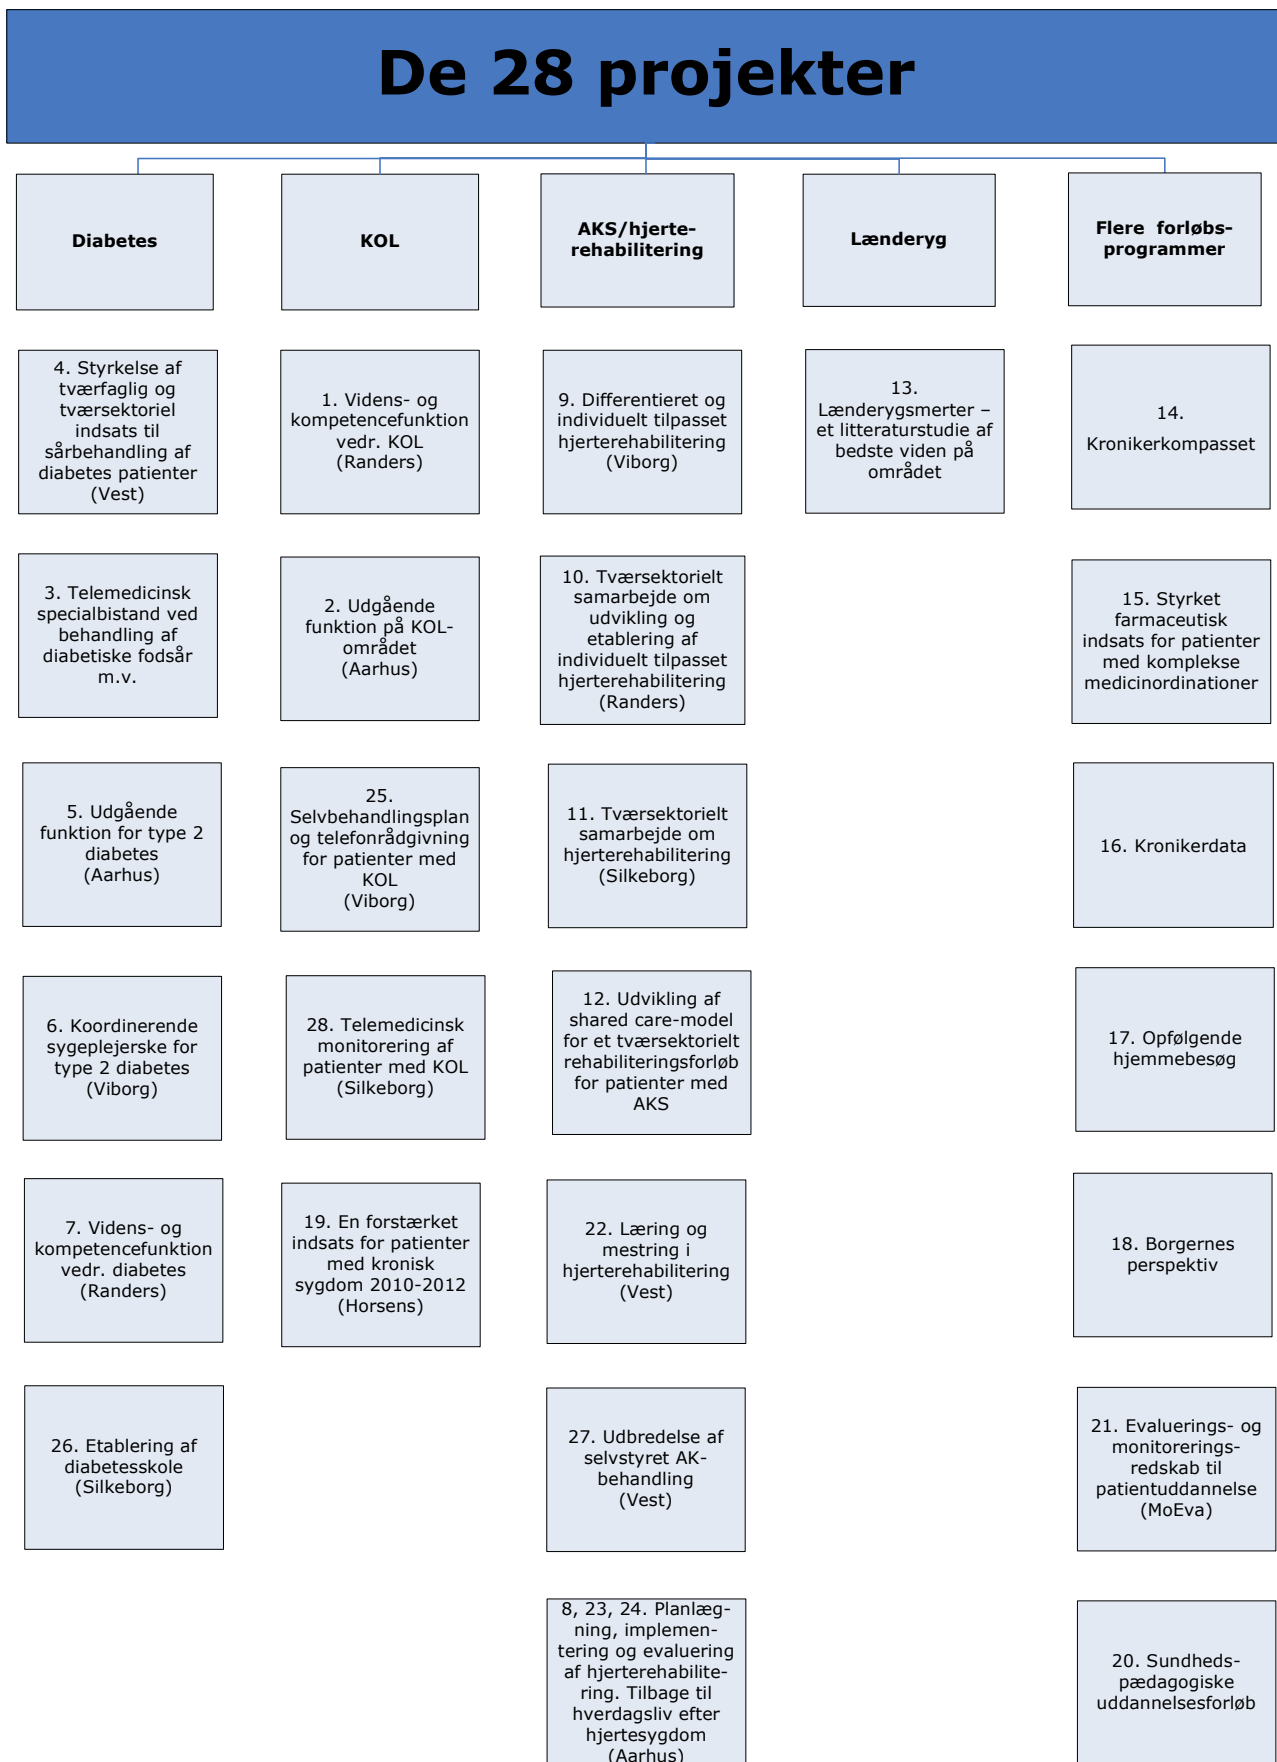 De 28 projekter
Diabetes
KOL
AKS/hjerte-
rehabilitering
Lænderyg
Flere forløbs-
programmer
4. Styrkelse af
tværfaglig og
tværsektoriel
indsats til
sårbehandling af
diabetes patienter
(Vest)
1. Videns- og
kompetencefunktion
vedr. KOL
(Randers)
9. Differentieret og
individuelt tilpasset
hjerterehabilitering
(Viborg)
13.
Lænderygsmerter –
et litteraturstudie af
bedste viden på
området
14.
Kronikerkompasset
3. Telemedicinsk
specialbistand ved
behandling af
diabetiske fodsår
m.v.
2. Udgående
funktion på KOL-
området
(Aarhus)
10. Tværsektorielt
samarbejde om
udvikling og
etablering af
individuelt tilpasset
hjerterehabilitering
(Randers)
15. Styrket
farmaceutisk
indsats for patienter
med komplekse
medicinordinationer
5. Udgående
funktion for type 2
diabetes
(Aarhus)
25.
Selvbehandlingsplan
og telefonrådgivning
for patienter med
KOL
(Viborg)
11. Tværsektorielt
samarbejde om
hjerterehabilitering
(Silkeborg)
16. Kronikerdata
6. Koordinerende
sygeplejerske for
type 2 diabetes
(Viborg)
28. Telemedicinsk
monitorering af
patienter med KOL
(Silkeborg)
12. Udvikling af
shared care-model
for et tværsektorielt
rehabiliteringsforløb
for patienter med
AKS
17. Opfølgende
hjemmebesøg
7. Videns- og
kompetencefunktion
vedr. diabetes
(Randers)
19. En forstærket
indsats for patienter
med kronisk
sygdom 2010-2012
(Horsens)
22. Læring og
mestring i
hjerterehabilitering
(Vest)
18. Borgernes
perspektiv
26. Etablering af
diabetesskole
(Silkeborg)
27. Udbredelse af
selvstyret AK-
behandling
(Vest)
21. Evaluerings- og
monitorerings-
redskab til
patientuddannelse
(MoEva)
8, 23, 24. Planlæg-
ning, implemen-
tering og evaluering
af hjerterehabilite-
ring. Tilbage til
hverdagsliv efter
hjertesygdom
(Aarhus)
20. Sundheds-
pædagogiske
uddannelsesforløb